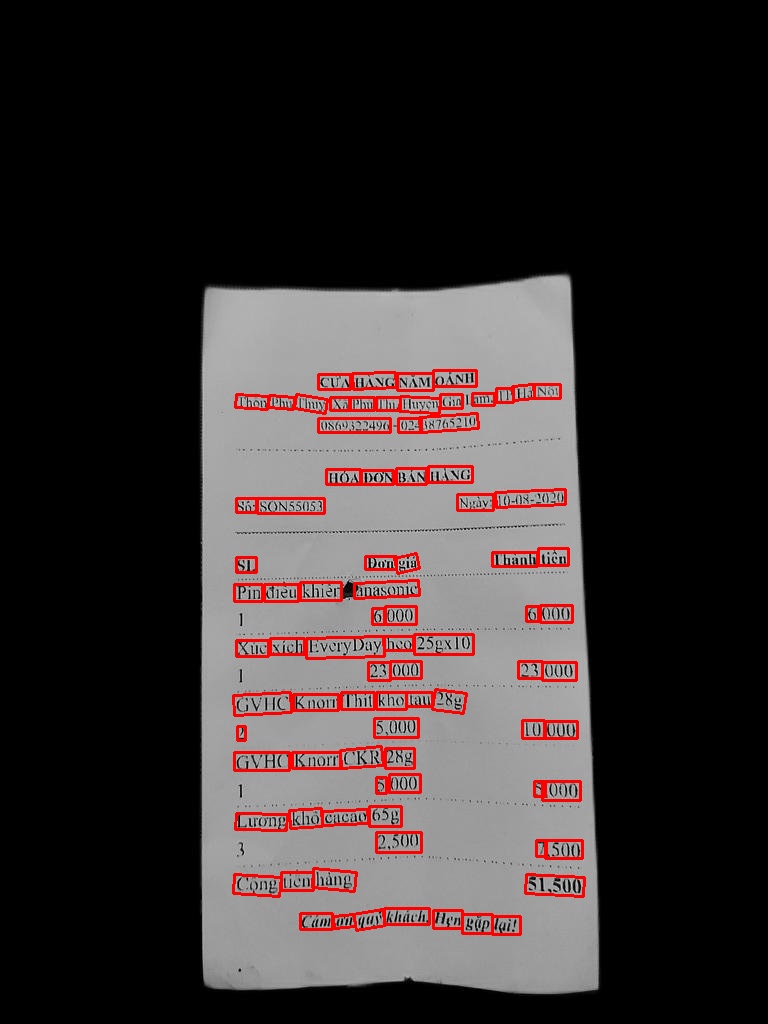 CỬA HÀNG NĂM OÁNH
Thôn Phú Thụy Xã Phú Thị Huyện Gia Lâm, TP Hà Nội
0869322496 - 02438765210
HÓA ĐƠN BÁN HÀNG
Số: SON55053 Ngày: 10-08-2020
SL Đơn giá Thành tiền
Pin điều khiển Panasonic
1 6,000 6,000
Xúc xích EveryDay heo 25gx10
1 23,000 23,000
GVHC Knorr Thịt kho tàu 28g
2 5,000 10,000
GVHC Knorr CKR 28g
1 5,000 5,000
Lương khô cacao 65g
3 2,500 7,500
Cộng tiền hàng 51,500
Cám ơn quý khách. Hẹn gặp lại!